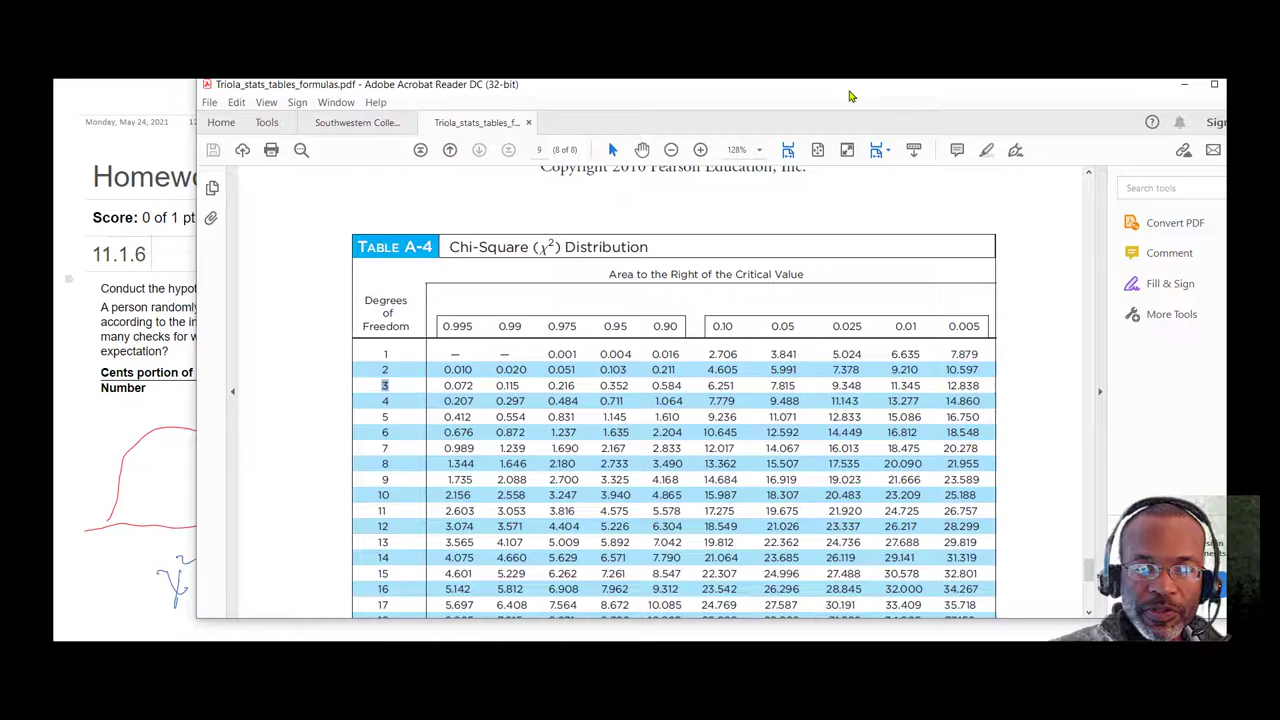 Triola_stats_tables_formulas.pdf - Adobe Acrobat Reader DC (32-bit)
File Edit View Sign Window Help
Home Tools Southwestern Colle... Triola_stats_tables_f... ×
Sign
9 (8 of 8) 128%
Monday, May 24, 2021 12
Homewo
Score: 0 of 1 pt
11.1.6
Conduct the hypot
A person randomly
according to the in
many checks for w
expectation?
Cents portion of
Number
χ²
Copyright 2010 Pearson Education, Inc.
TABLE A-4 Chi-Square (χ²) Distribution
Area to the Right of the Critical Value
Degrees
of
Freedom 0.995 0.99 0.975 0.95 0.90 0.10 0.05 0.025 0.01 0.005
1 — — 0.001 0.004 0.016 2.706 3.841 5.024 6.635 7.879
2 0.010 0.020 0.051 0.103 0.211 4.605 5.991 7.378 9.210 10.597
3 0.072 0.115 0.216 0.352 0.584 6.251 7.815 9.348 11.345 12.838
4 0.207 0.297 0.484 0.711 1.064 7.779 9.488 11.143 13.277 14.860
5 0.412 0.554 0.831 1.145 1.610 9.236 11.071 12.833 15.086 16.750
6 0.676 0.872 1.237 1.635 2.204 10.645 12.592 14.449 16.812 18.548
7 0.989 1.239 1.690 2.167 2.833 12.017 14.067 16.013 18.475 20.278
8 1.344 1.646 2.180 2.733 3.490 13.362 15.507 17.535 20.090 21.955
9 1.735 2.088 2.700 3.325 4.168 14.684 16.919 19.023 21.666 23.589
10 2.156 2.558 3.247 3.940 4.865 15.987 18.307 20.483 23.209 25.188
11 2.603 3.053 3.816 4.575 5.578 17.275 19.675 21.920 24.725 26.757
12 3.074 3.571 4.404 5.226 6.304 18.549 21.026 23.337 26.217 28.299
13 3.565 4.107 5.009 5.892 7.042 19.812 22.362 24.736 27.688 29.819
14 4.075 4.660 5.629 6.571 7.790 21.064 23.685 26.119 29.141 31.319
15 4.601 5.229 6.262 7.261 8.547 22.307 24.996 27.488 30.578 32.801
16 5.142 5.812 6.908 7.962 9.312 23.542 26.296 28.845 32.000 34.267
17 5.697 6.408 7.564 8.672 10.085 24.769 27.587 30.191 33.409 35.718
Search tools
Convert PDF
Comment
Fill & Sign
More Tools